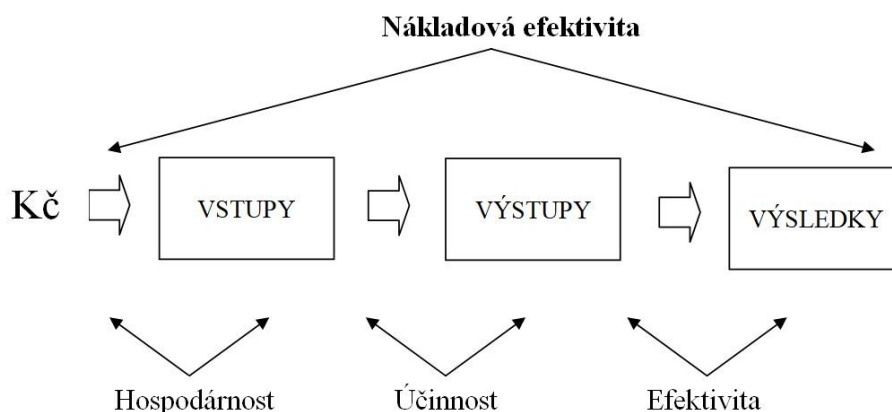 Nákladová efektivita
Kč
VSTUPY
VÝSTUPY
VÝSLEDKY
Hospodárnost
Účinnost
Efektivita